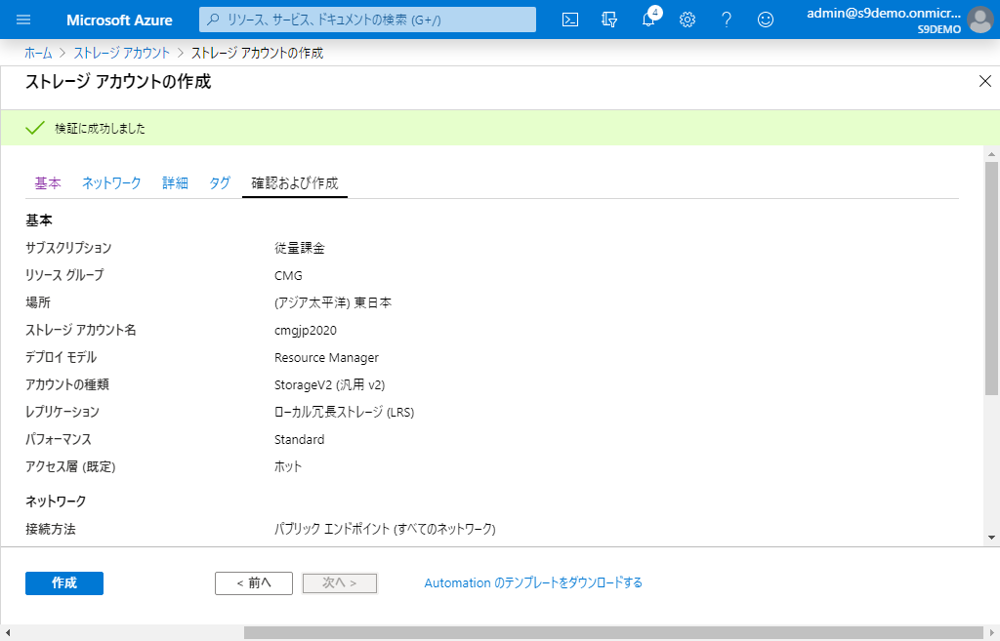 Microsoft Azure
リソース、サービス、ドキュメントの検索 (G+/)
4
?
admin@s9demo.onmicr...
S9DEMO
ホーム > ストレージ アカウント > ストレージ アカウントの作成
ストレージ アカウントの作成
検証に成功しました
基本 ネットワーク 詳細 タグ 確認および作成
基本
サブスクリプション 従量課金
リソース グループ CMG
場所 (アジア太平洋) 東日本
ストレージ アカウント名 cmgjp2020
デプロイ モデル Resource Manager
アカウントの種類 StorageV2 (汎用 v2)
レプリケーション ローカル冗長ストレージ (LRS)
パフォーマンス Standard
アクセス層 (既定) ホット
ネットワーク
接続方法 パブリック エンドポイント (すべてのネットワーク)
作成 < 前へ 次へ > Automation のテンプレートをダウンロードする